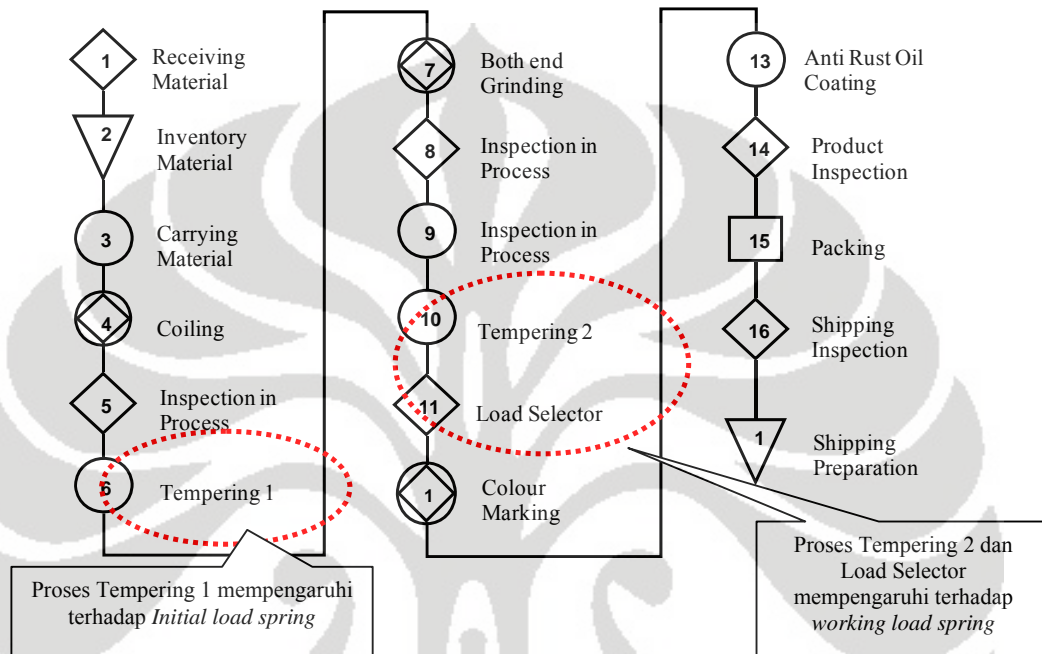 1
Receiving
Material
2
Inventory
Material
3
Carrying
Material
4
Coiling
5
Inspection in
Process
6
Tempering 1
7
Both end
Grinding
8
Inspection in
Process
9
Inspection in
Process
10
Tempering 2
11
Load Selector
1
Colour
Marking
13
Anti Rust Oil
Coating
14
Product
Inspection
15
Packing
16
Shipping
Inspection
1
Shipping
Preparation
Proses Tempering 1 mempengaruhi
terhadap Initial load spring
Proses Tempering 2 dan
Load Selector
mempengaruhi terhadap
working load spring